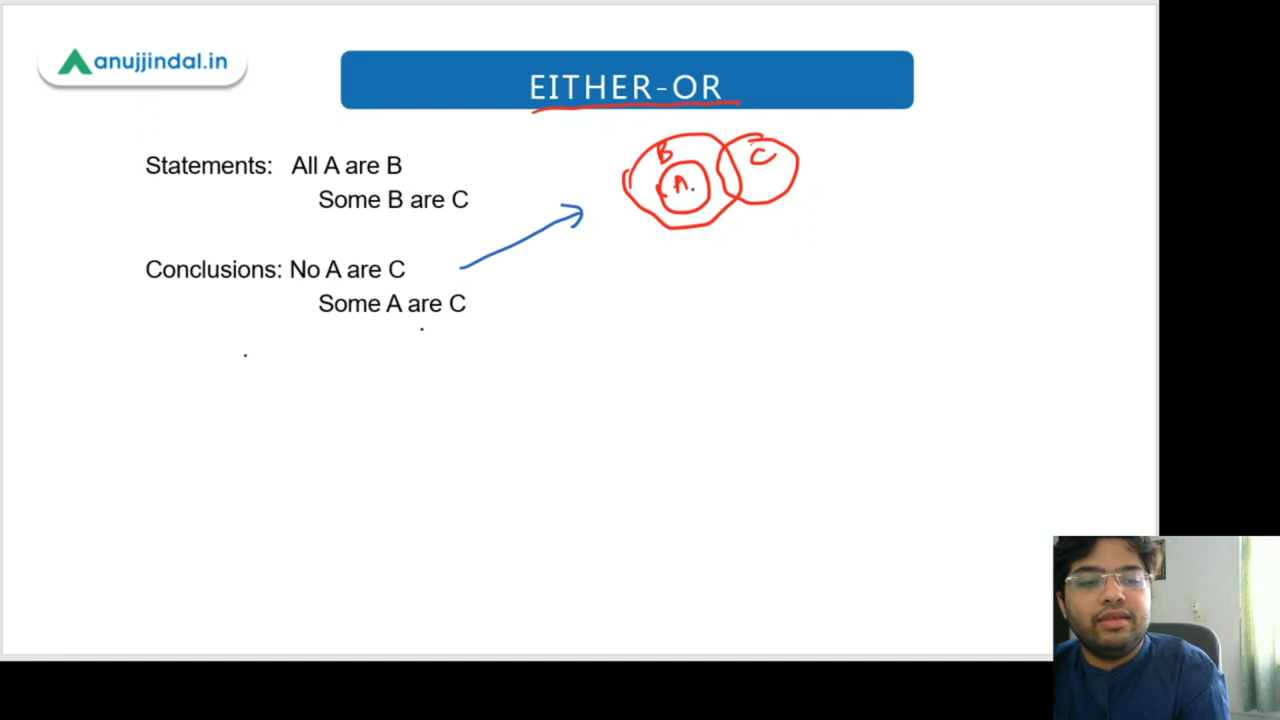 anujjindal.in
EITHER-OR
Statements: All A are B
Some B are C
Conclusions: No A are C
Some A are C
B
C
A